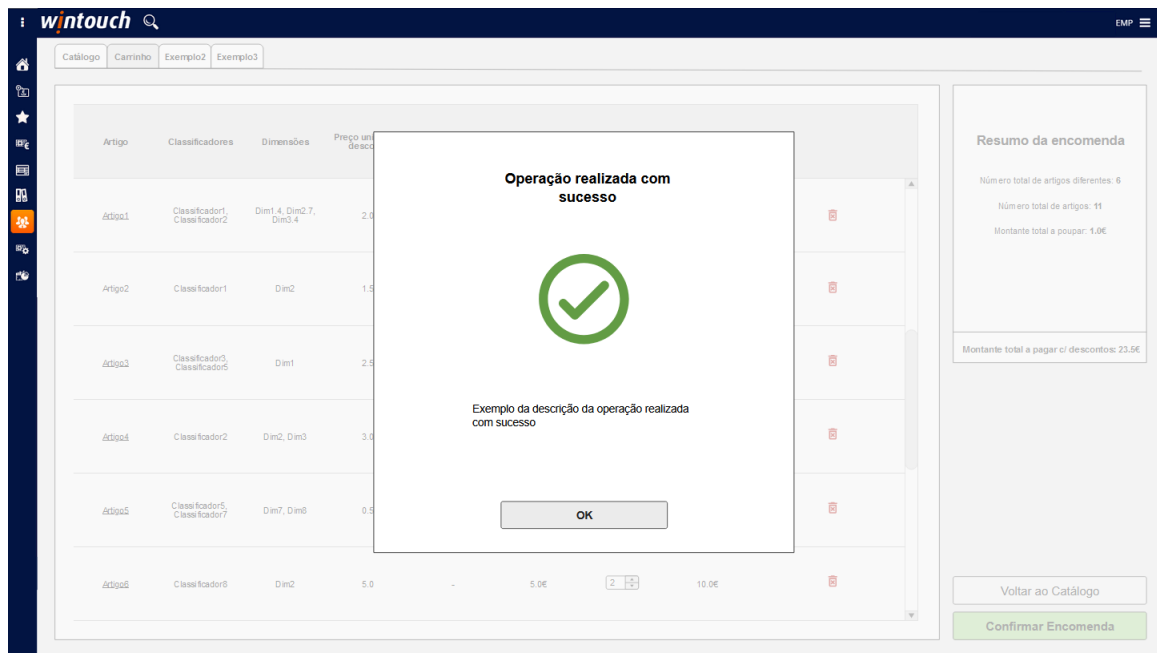 wintouch
EMP
Catálogo Carrinho Exemplo2 Exemplo3
Artigo Classificadores Dimensões
Operação realizada com
sucesso
Exemplo da descrição da operação realizada
com sucesso
OK
Artigo1 Classificador1, Classificador2 Dim1.4, Dim2.7, Dim3.4
Artigo2 Classificador1 Dim2
Artigo3 Classificador3, Classificador5 Dim1
Artigo4 Classificador2 Dim2, Dim3
Artigo5 Classificador5, Classificador7 Dim7, Dim8
Artigo6 Classificador8 Dim2 5.0 - 5.0€ 2 10.0€
Resumo da encomenda
Número total de artigos diferentes: 6
Número total de artigos: 11
Montante total a poupar: 1.0€
Montante total a pagar c/ descontos: 23.5€
Voltar ao Catálogo
Confirmar Encomenda